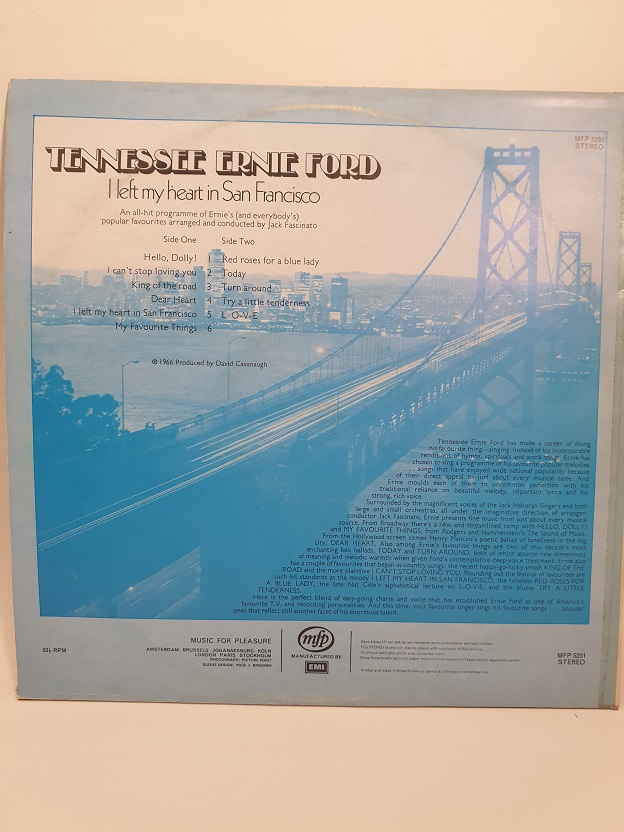 MFP 5251
STEREO
TENNESSEE ERNIE FORD
I left my heart in San Francisco
An all-hit programme of Ernie's (and everybody's)
popular favourites arranged and conducted by Jack Fascinato
Side One Side Two
Hello, Dolly! 1 Red roses for a blue lady
I can't stop loving you 2 Today
King of the road 3 Turn around
Dear Heart 4 Try a little tenderness
I left my heart in San Francisco 5 L-O-V-E
My Favourite Things 6
℗ 1966 Produced by David Cavanaugh
Tennessee Ernie Ford has made a career of doing
his favourite thing—singing. Instead of his incomparable
renditions of hymns, spirituals and work songs, Ernie has
chosen to sing a programme of his favourite popular melodies
. . . songs that have enjoyed wide national popularity because
of their direct appeal to just about every musical taste. And
Ernie moulds each of them to uncommon perfection with his
traditional reliance on beautiful melody, important lyrics and his
strong, rich voice.
Surrounded by the magnificent voices of the Jack Halloran Singers and both
large and small orchestras, all under the imaginative direction of arranger-
conductor Jack Fascinato, Ernie presents fine music from just about every musical
source. From Broadway there's a new and streamlined romp with HELLO, DOLLY!
and MY FAVOURITE THINGS, from Rodgers and Hammerstein's The Sound of Music.
From the Hollywood screen comes Henry Mancini's poetic ballad of loneliness in the big
city, DEAR HEART. Also among Ernie's favourite things are two of this decade's most
enchanting folk ballads, TODAY and TURN AROUND, both of which assume new dimensions
of meaning and melodic warmth when given Ford's contemplative deep-voice treatment. Ernie also
has a couple of favourites that began as country songs: the recent happy-go-lucky smash KING OF THE
ROAD and the more plaintive I CAN'T STOP LOVING YOU. Rounding out the festival of favourites are
such hit standards as the moody I LEFT MY HEART IN SAN FRANCISCO, the timeless RED ROSES FOR
A BLUE LADY, the late Nat Cole's alphabetical lecture on L-O-V-E, and the bluesy TRY A LITTLE
TENDERNESS.
Here is the perfect blend of easy-going charm and voice that has established Ernie Ford as one of America's
favourite T.V. and recording personalities. And this time, your favourite singer sings his favourite songs . . . popular
ones that reflect still another facet of his enormous talent.
33⅓ RPM
MUSIC FOR PLEASURE
AMSTERDAM · BRUSSELS · JOHANNESBURG · KÖLN
LONDON · PARIS · STOCKHOLM
PHOTOGRAPH: PICTURE POINT
SLEEVE DESIGN: YOUD & BROOKER
mfp
MANUFACTURED BY
EMI
MFP 5251
STEREO